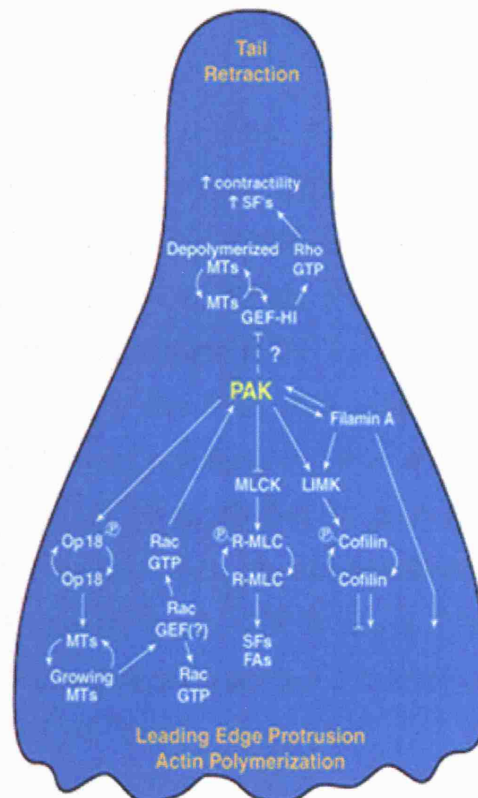 Tail
Retraction
↑ contractility
↑ SF's
Depolymerized
MTs
Rho
GTP
MTs
GEF-HI
?
PAK
Filamin A
MLCK
LIMK
Op18 P
Op18
Rac
GTP
P R-MLC
R-MLC
P Cofilin
Cofilin
MTs
Growing
MTs
Rac
GEF(?)
Rac
GTP
SFs
FAs
Leading Edge Protrusion
Actin Polymerization